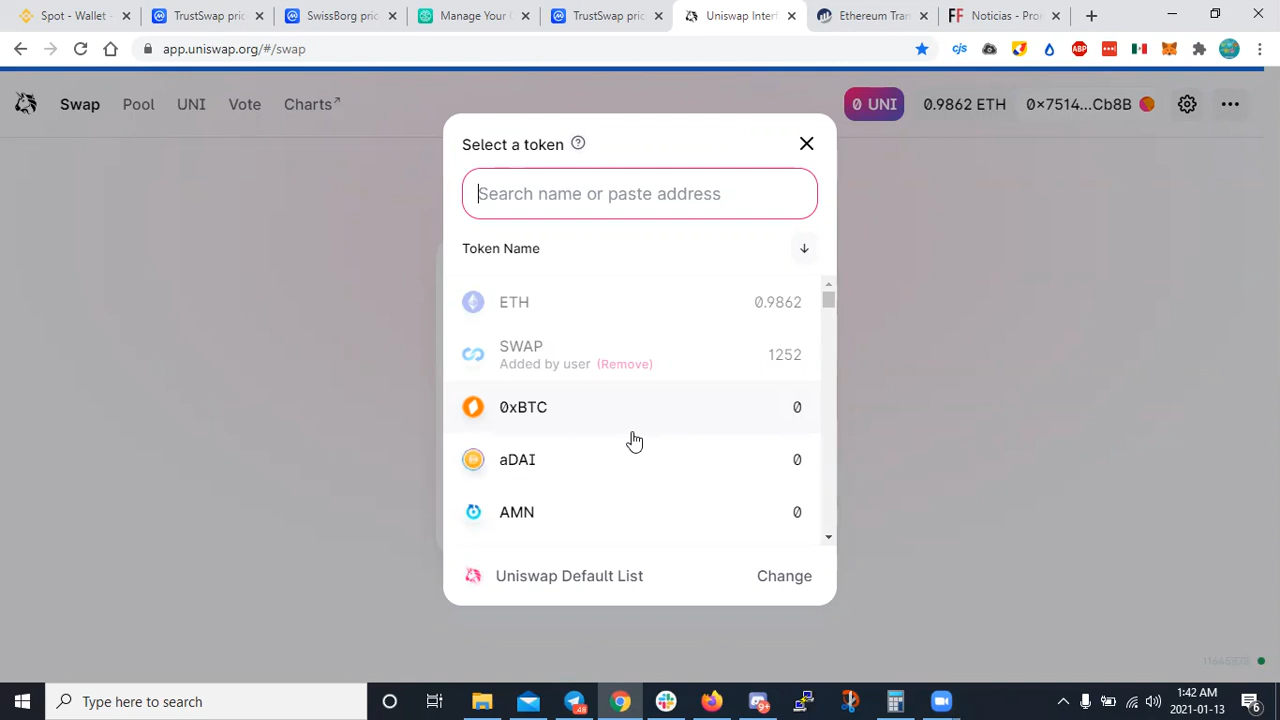 Spot - Wallet -
TrustSwap pric
SwissBorg pric
Manage Your C
TrustSwap pric
Uniswap Interf
Ethereum Tran
Noticias - Pro
app.uniswap.org/#/swap
cjs
ABP
Swap
Pool
UNI
Vote
Charts↗
0 UNI
0.9862 ETH
0x7514...Cb8B
Select a token
Search name or paste address
Token Name
ETH
0.9862
SWAP
Added by user (Remove)
1252
0xBTC
0
aDAI
0
AMN
0
Uniswap Default List
Change
Type here to search
1:42 AM
2021-01-13
6